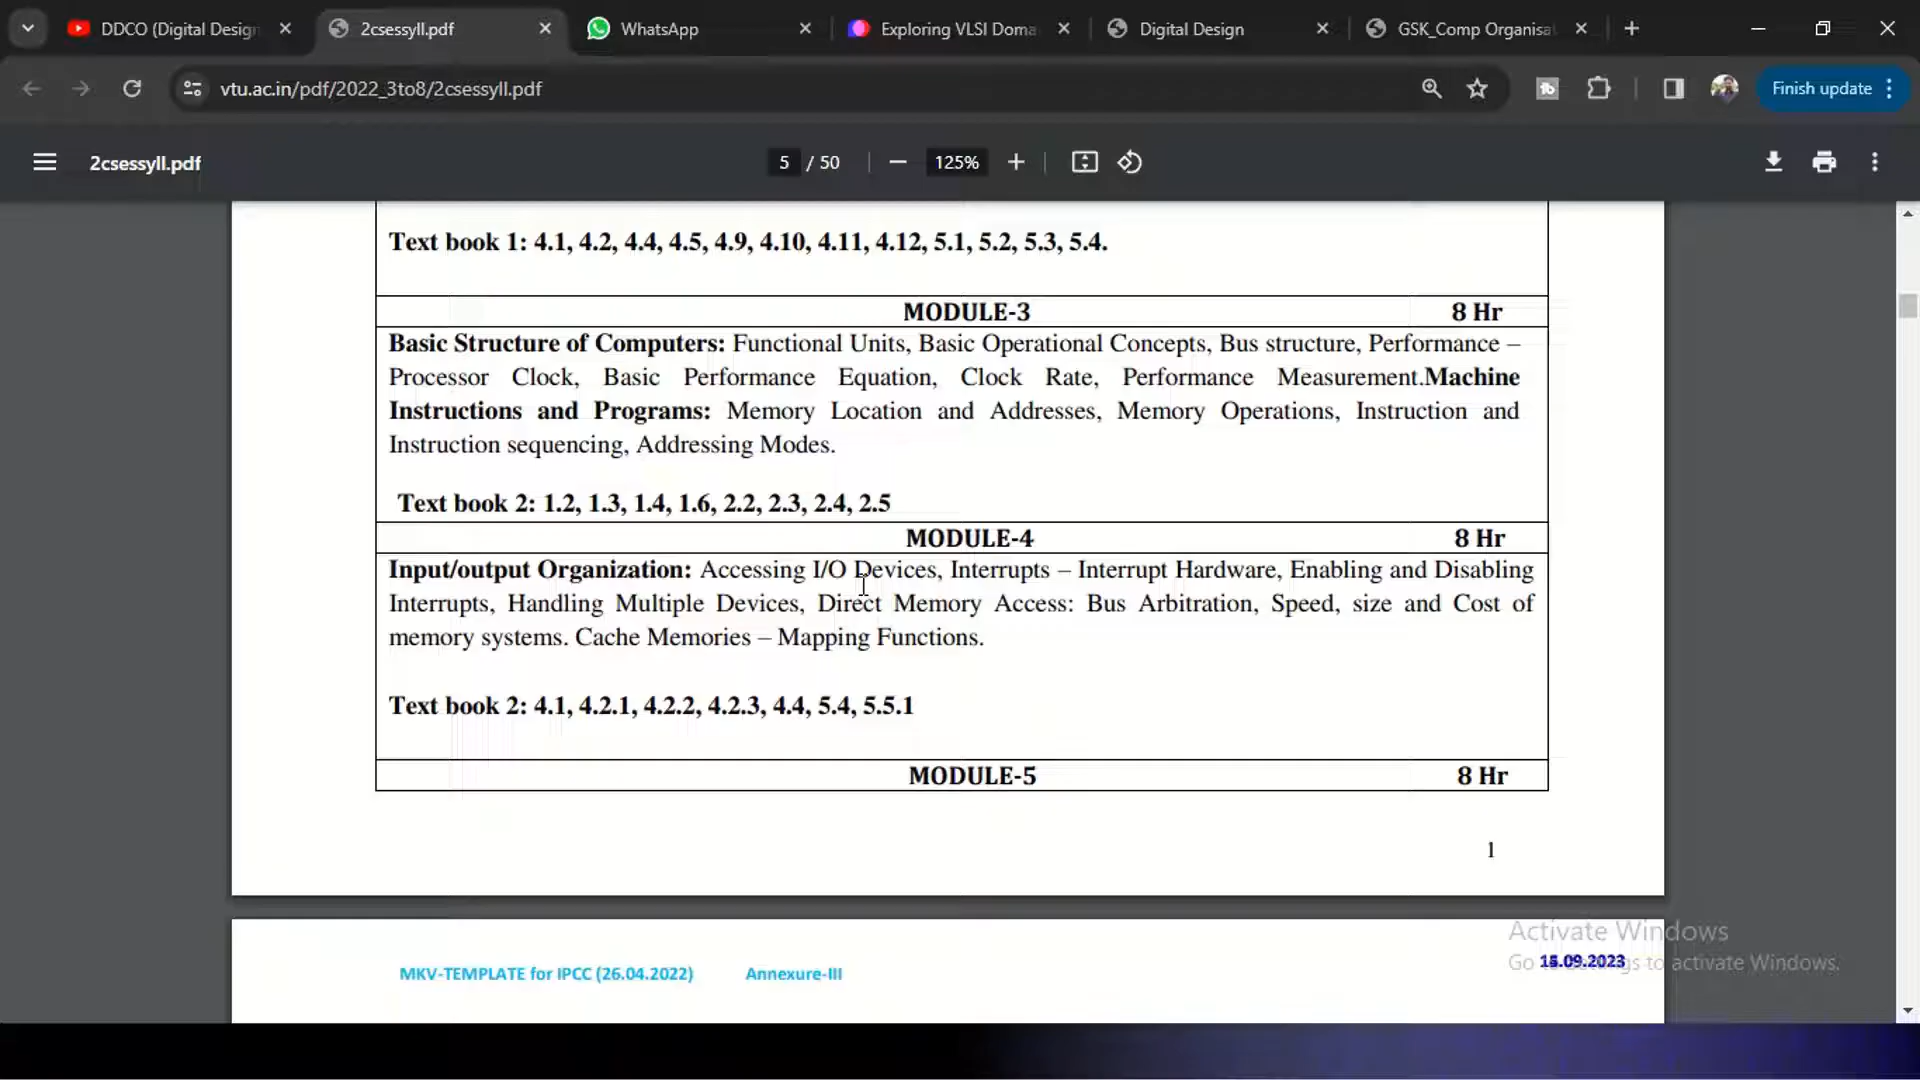 DDCO (Digital Design
2csessyll.pdf
WhatsApp
Exploring VLSI Doma
Digital Design
GSK_Comp Organisat
vtu.ac.in/pdf/2022_3to8/2csessyll.pdf
Finish update
2csessyll.pdf
5 / 50
125%
Text book 1: 4.1, 4.2, 4.4, 4.5, 4.9, 4.10, 4.11, 4.12, 5.1, 5.2, 5.3, 5.4.
MODULE-3 8 Hr
Basic Structure of Computers: Functional Units, Basic Operational Concepts, Bus structure, Performance –
Processor Clock, Basic Performance Equation, Clock Rate, Performance Measurement.Machine
Instructions and Programs: Memory Location and Addresses, Memory Operations, Instruction and
Instruction sequencing, Addressing Modes.
Text book 2: 1.2, 1.3, 1.4, 1.6, 2.2, 2.3, 2.4, 2.5
MODULE-4 8 Hr
Input/output Organization: Accessing I/O Devices, Interrupts – Interrupt Hardware, Enabling and Disabling
Interrupts, Handling Multiple Devices, Direct Memory Access: Bus Arbitration, Speed, size and Cost of
memory systems. Cache Memories – Mapping Functions.
Text book 2: 4.1, 4.2.1, 4.2.2, 4.2.3, 4.4, 5.4, 5.5.1
MODULE-5 8 Hr
1
Activate Windows
MKV-TEMPLATE for IPCC (26.04.2022) Annexure-III
Go to Settings to activate Windows.